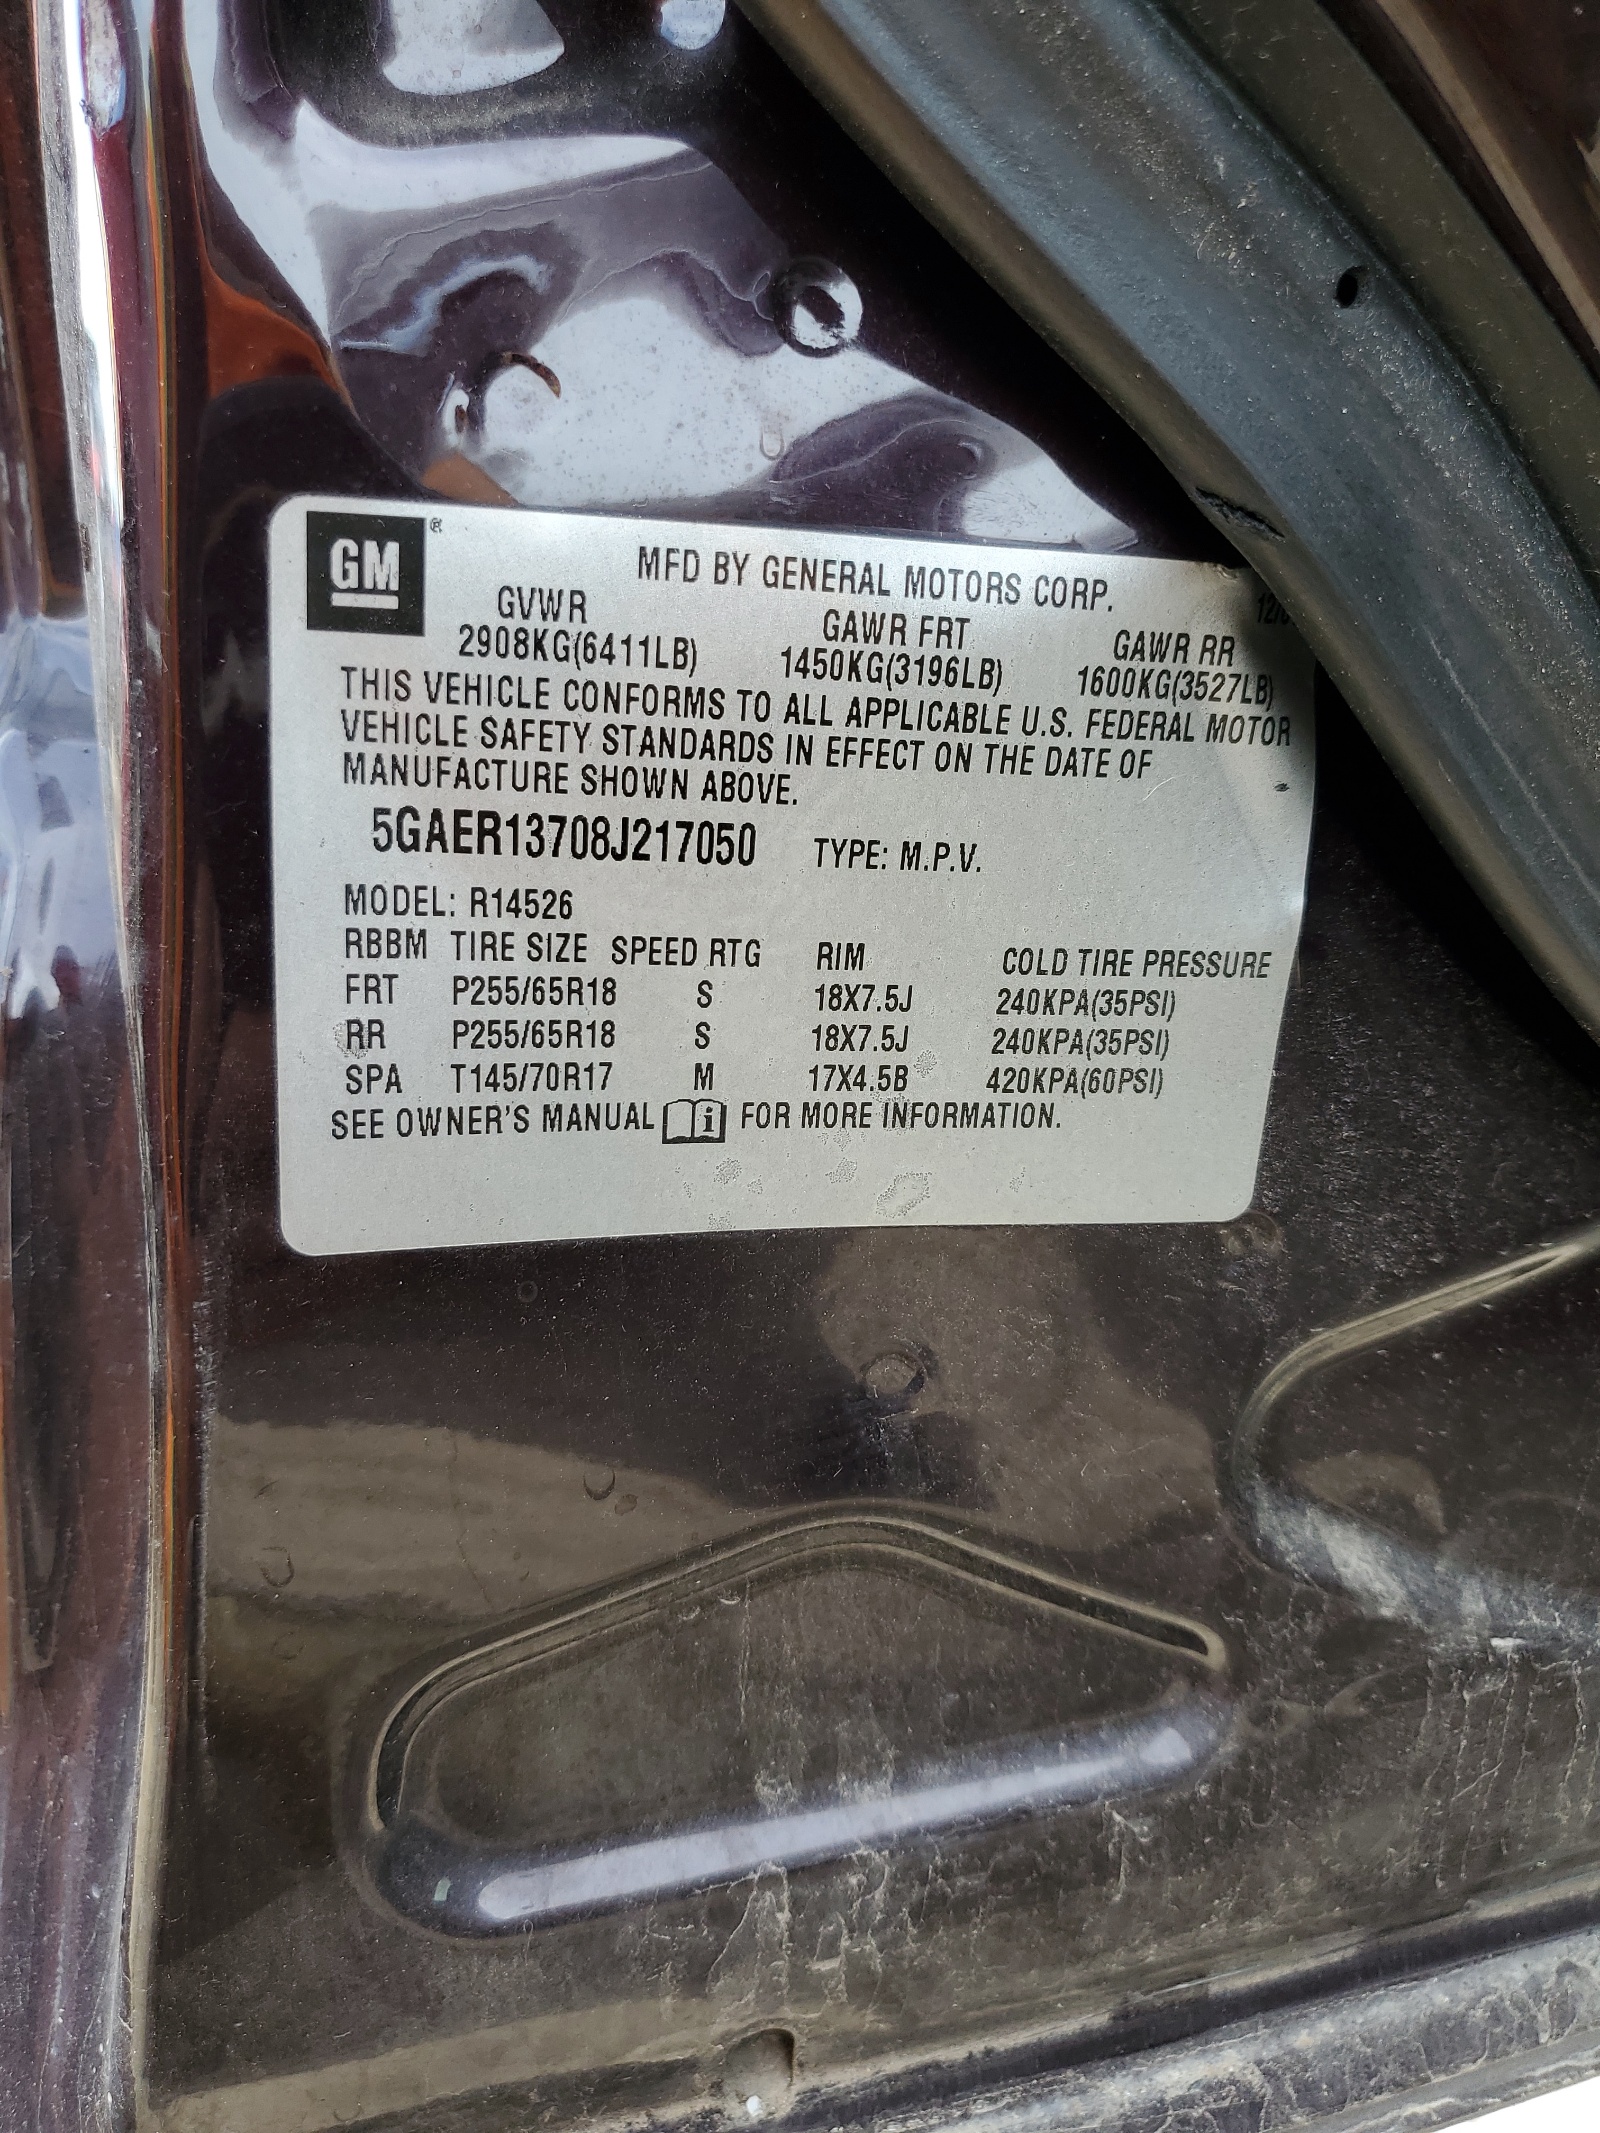 GM ®
MFD BY GENERAL MOTORS CORP.
GVWR GAWR FRT GAWR RR
2908KG(6411LB) 1450KG(3196LB) 1600KG(3527LB)
THIS VEHICLE CONFORMS TO ALL APPLICABLE U.S. FEDERAL MOTOR
VEHICLE SAFETY STANDARDS IN EFFECT ON THE DATE OF
MANUFACTURE SHOWN ABOVE.
5GAER13708J217050 TYPE: M.P.V.
MODEL: R14526
RBBM TIRE SIZE SPEED RTG RIM COLD TIRE PRESSURE
FRT P255/65R18 S 18X7.5J 240KPA(35PSI)
RR P255/65R18 S 18X7.5J 240KPA(35PSI)
SPA T145/70R17 M 17X4.5B 420KPA(60PSI)
SEE OWNER'S MANUAL i FOR MORE INFORMATION.